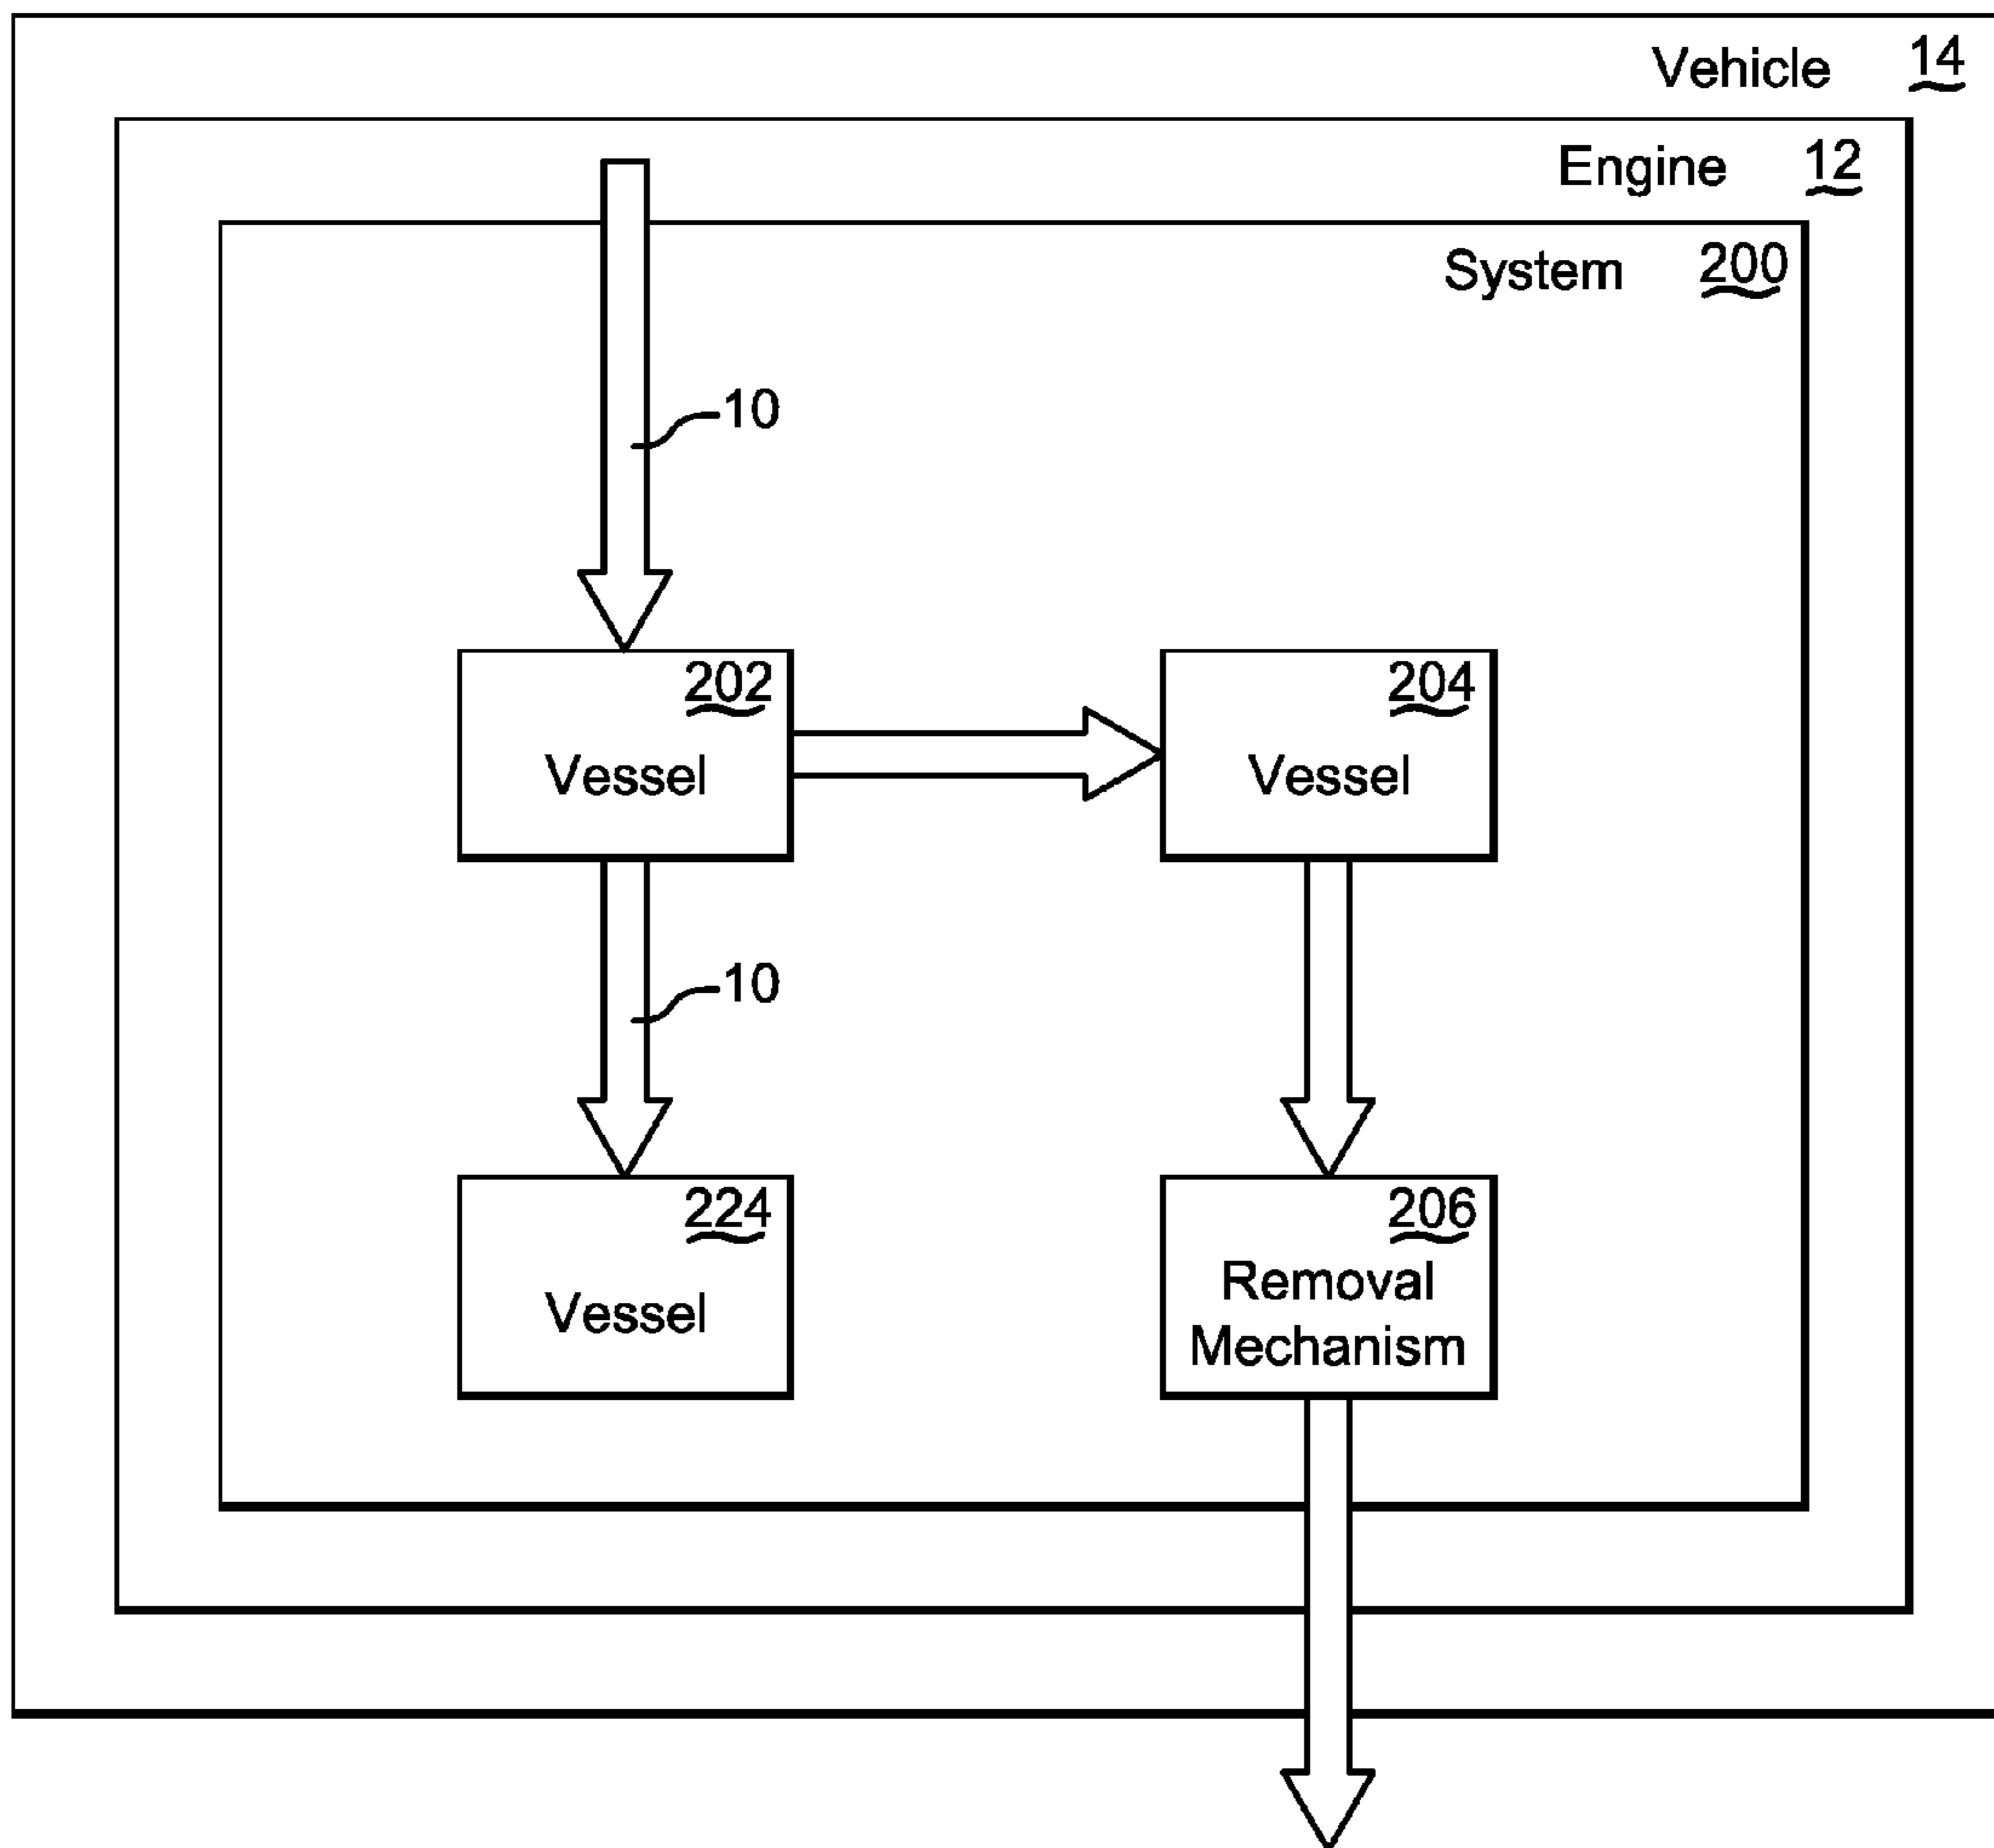 Vehicle 14
Engine 12
System 200
10
202
Vessel
204
Vessel
10
224
Vessel
206
Removal
Mechanism